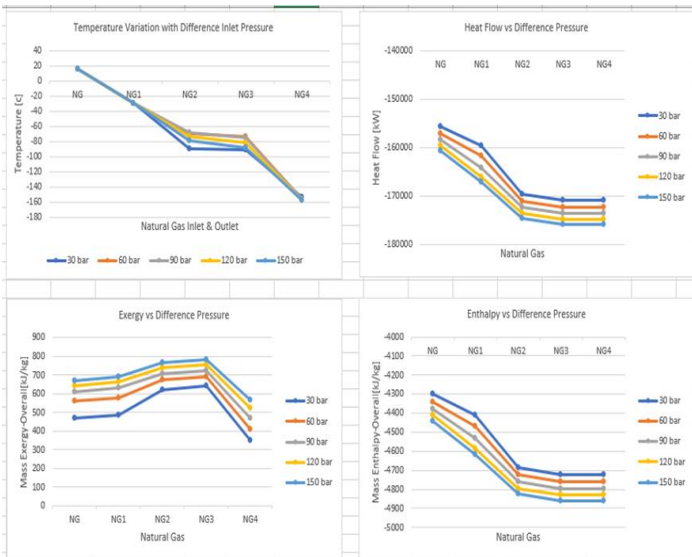 Temperature Variation with Difference Inlet Pressure
40
20
0
-20
-40
-60
-80
-100
-120
-140
-160
-180
Temperature [c]
NG NG1 NG2 NG3 NG4
Natural Gas Inlet & Outlet
30 bar 60 bar 90 bar 120 bar 150 bar
Heat Flow vs Difference Pressure
-140000
-150000
-160000
-170000
-180000
Heat Flow [kW]
NG NG1 NG2 NG3 NG4
Natural Gas
30 bar
60 bar
90 bar
120 bar
150 bar
Exergy vs Difference Pressure
900
800
700
600
500
400
300
200
100
0
Mass Exergy-Overall[kJ/kg]
NG NG1 NG2 NG3 NG4
Natural Gas
30 bar
60 bar
90 bar
120 bar
150 bar
Enthalpy vs Difference Pressure
-4000
-4100
-4200
-4300
-4400
-4500
-4600
-4700
-4800
-4900
-5000
Mass Enthalpy-Overall[kJ/kg]
NG NG1 NG2 NG3 NG4
Natural Gas
30 bar
60 bar
90 bar
120 bar
150 bar